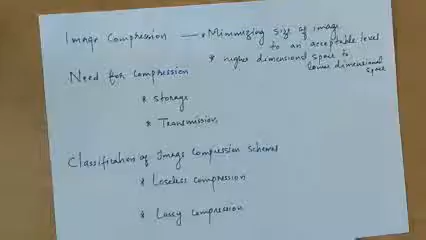 Image Compression — * Minimizing size of image
to an acceptable level
* higher dimensional space to
lower dimensional
space
Need for Compression
* Storage
* Transmission
Classification of Image Compression Schemes
* Loseless Compression
* Lossy Compression